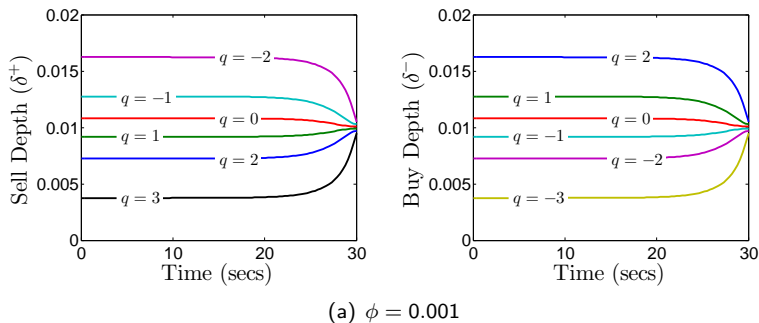 0.02
0.015
0.01
0.005
0
Sell Depth (δ⁺)
q = −2
q = −1
q = 0
q = 1
q = 2
q = 3
0 10 20 30
Time (secs)
0.02
0.015
0.01
0.005
0
Buy Depth (δ⁻)
q = 2
q = 1
q = 0
q = −1
q = −2
q = −3
0 10 20 30
Time (secs)
(a) ϕ = 0.001